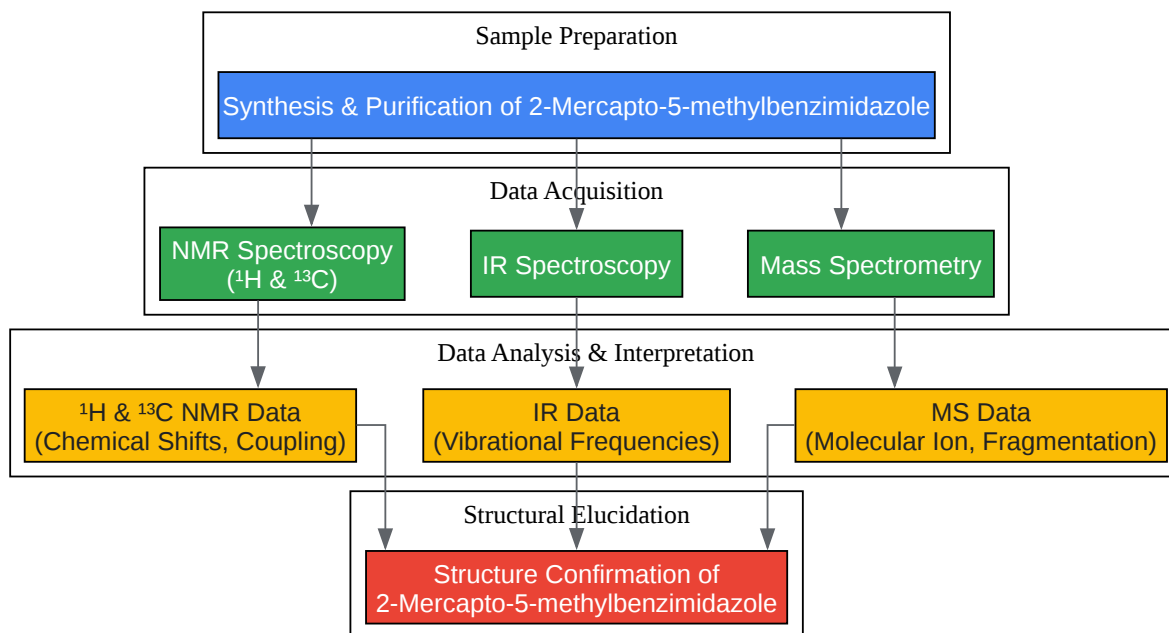 Sample Preparation
Synthesis & Purification of 2-Mercapto-5-methylbenzimidazole
Data Acquisition
NMR Spectroscopy
(¹H & ¹³C)
IR Spectroscopy
Mass Spectrometry
Data Analysis & Interpretation
¹H & ¹³C NMR Data
(Chemical Shifts, Coupling)
IR Data
(Vibrational Frequencies)
MS Data
(Molecular Ion, Fragmentation)
Structural Elucidation
Structure Confirmation of
2-Mercapto-5-methylbenzimidazole